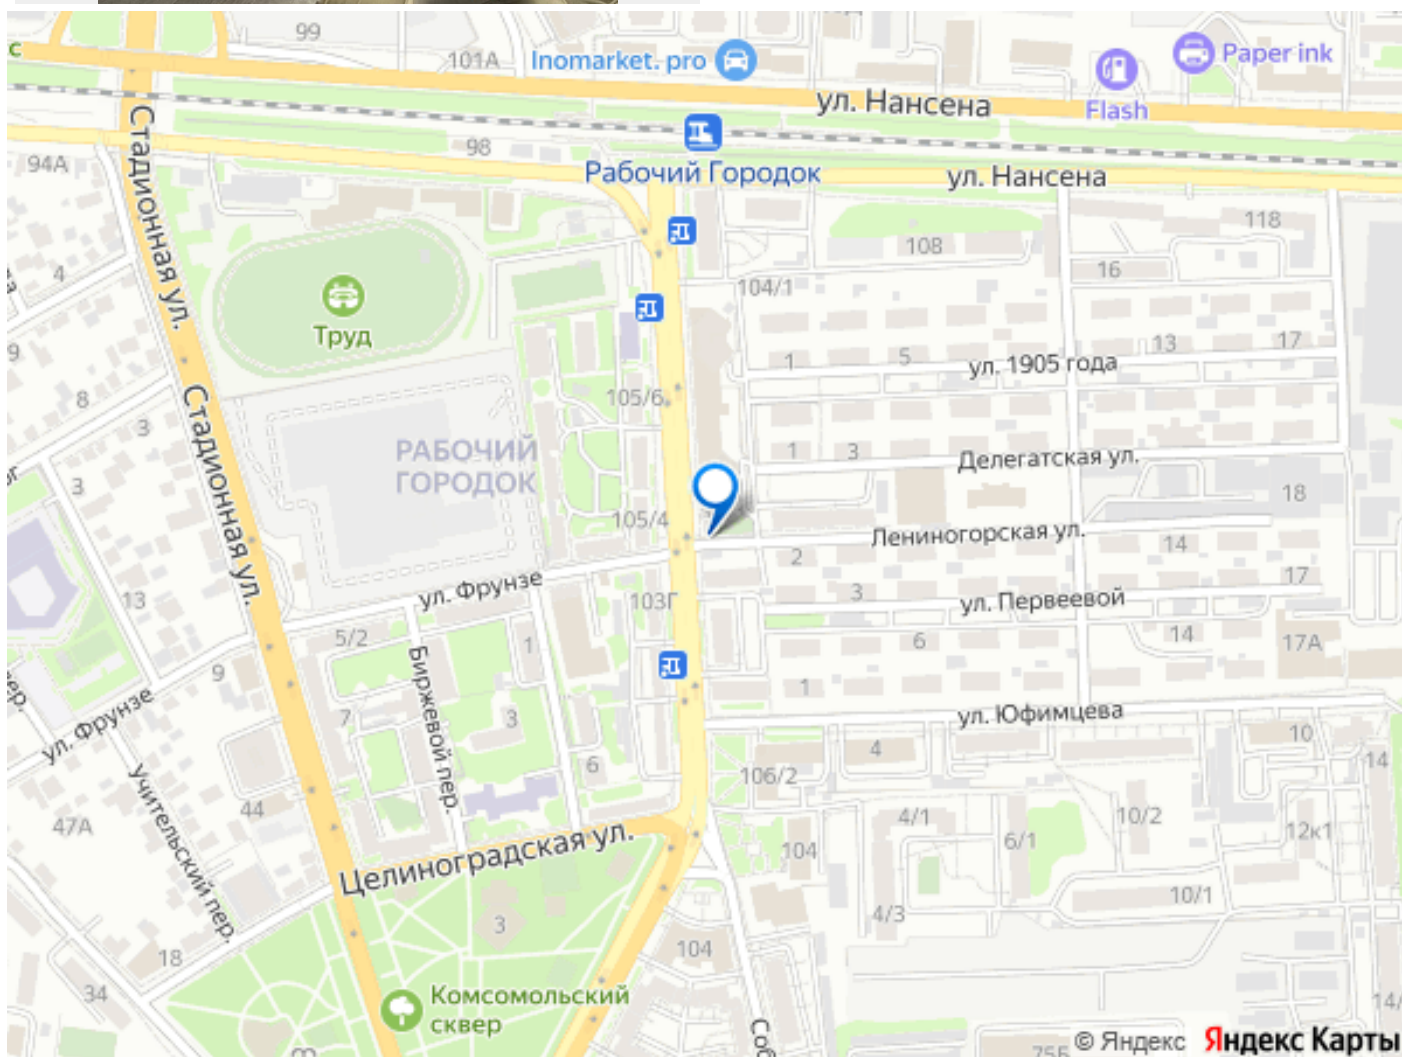 99
с
101А
Inomarket. pro
Paper ink
Flash
ул. Нансена
Стадионная ул.
98
94А
Рабочий Городок
ул. Нансена
118
108
16
4
104/1
Труд
9
13
17
1
5
ул. 1905 года
105/6
8
3
Стадионная ул.
РАБОЧИЙ
ГОРОДОК
1
3
Делегатская ул.
3
18
105/4
Лениногорская ул.
14
2
ул. Фрунзе
17
13
103Г
3
ул. Первеевой
5/2
1
6
14
17А
9
Биржевой пер.
1
ул. Фрунзе
7
3
ул. Юфимцева
10
4
14
6
106/2
Учительский пер.
44
47А
4/1
10/2
6/1
12к1
Целиноградская ул.
104
10/1
3
4/3
18
104
34
Комсомольский
сквер
14/
75Б
© Яндекс Яндекс Карты